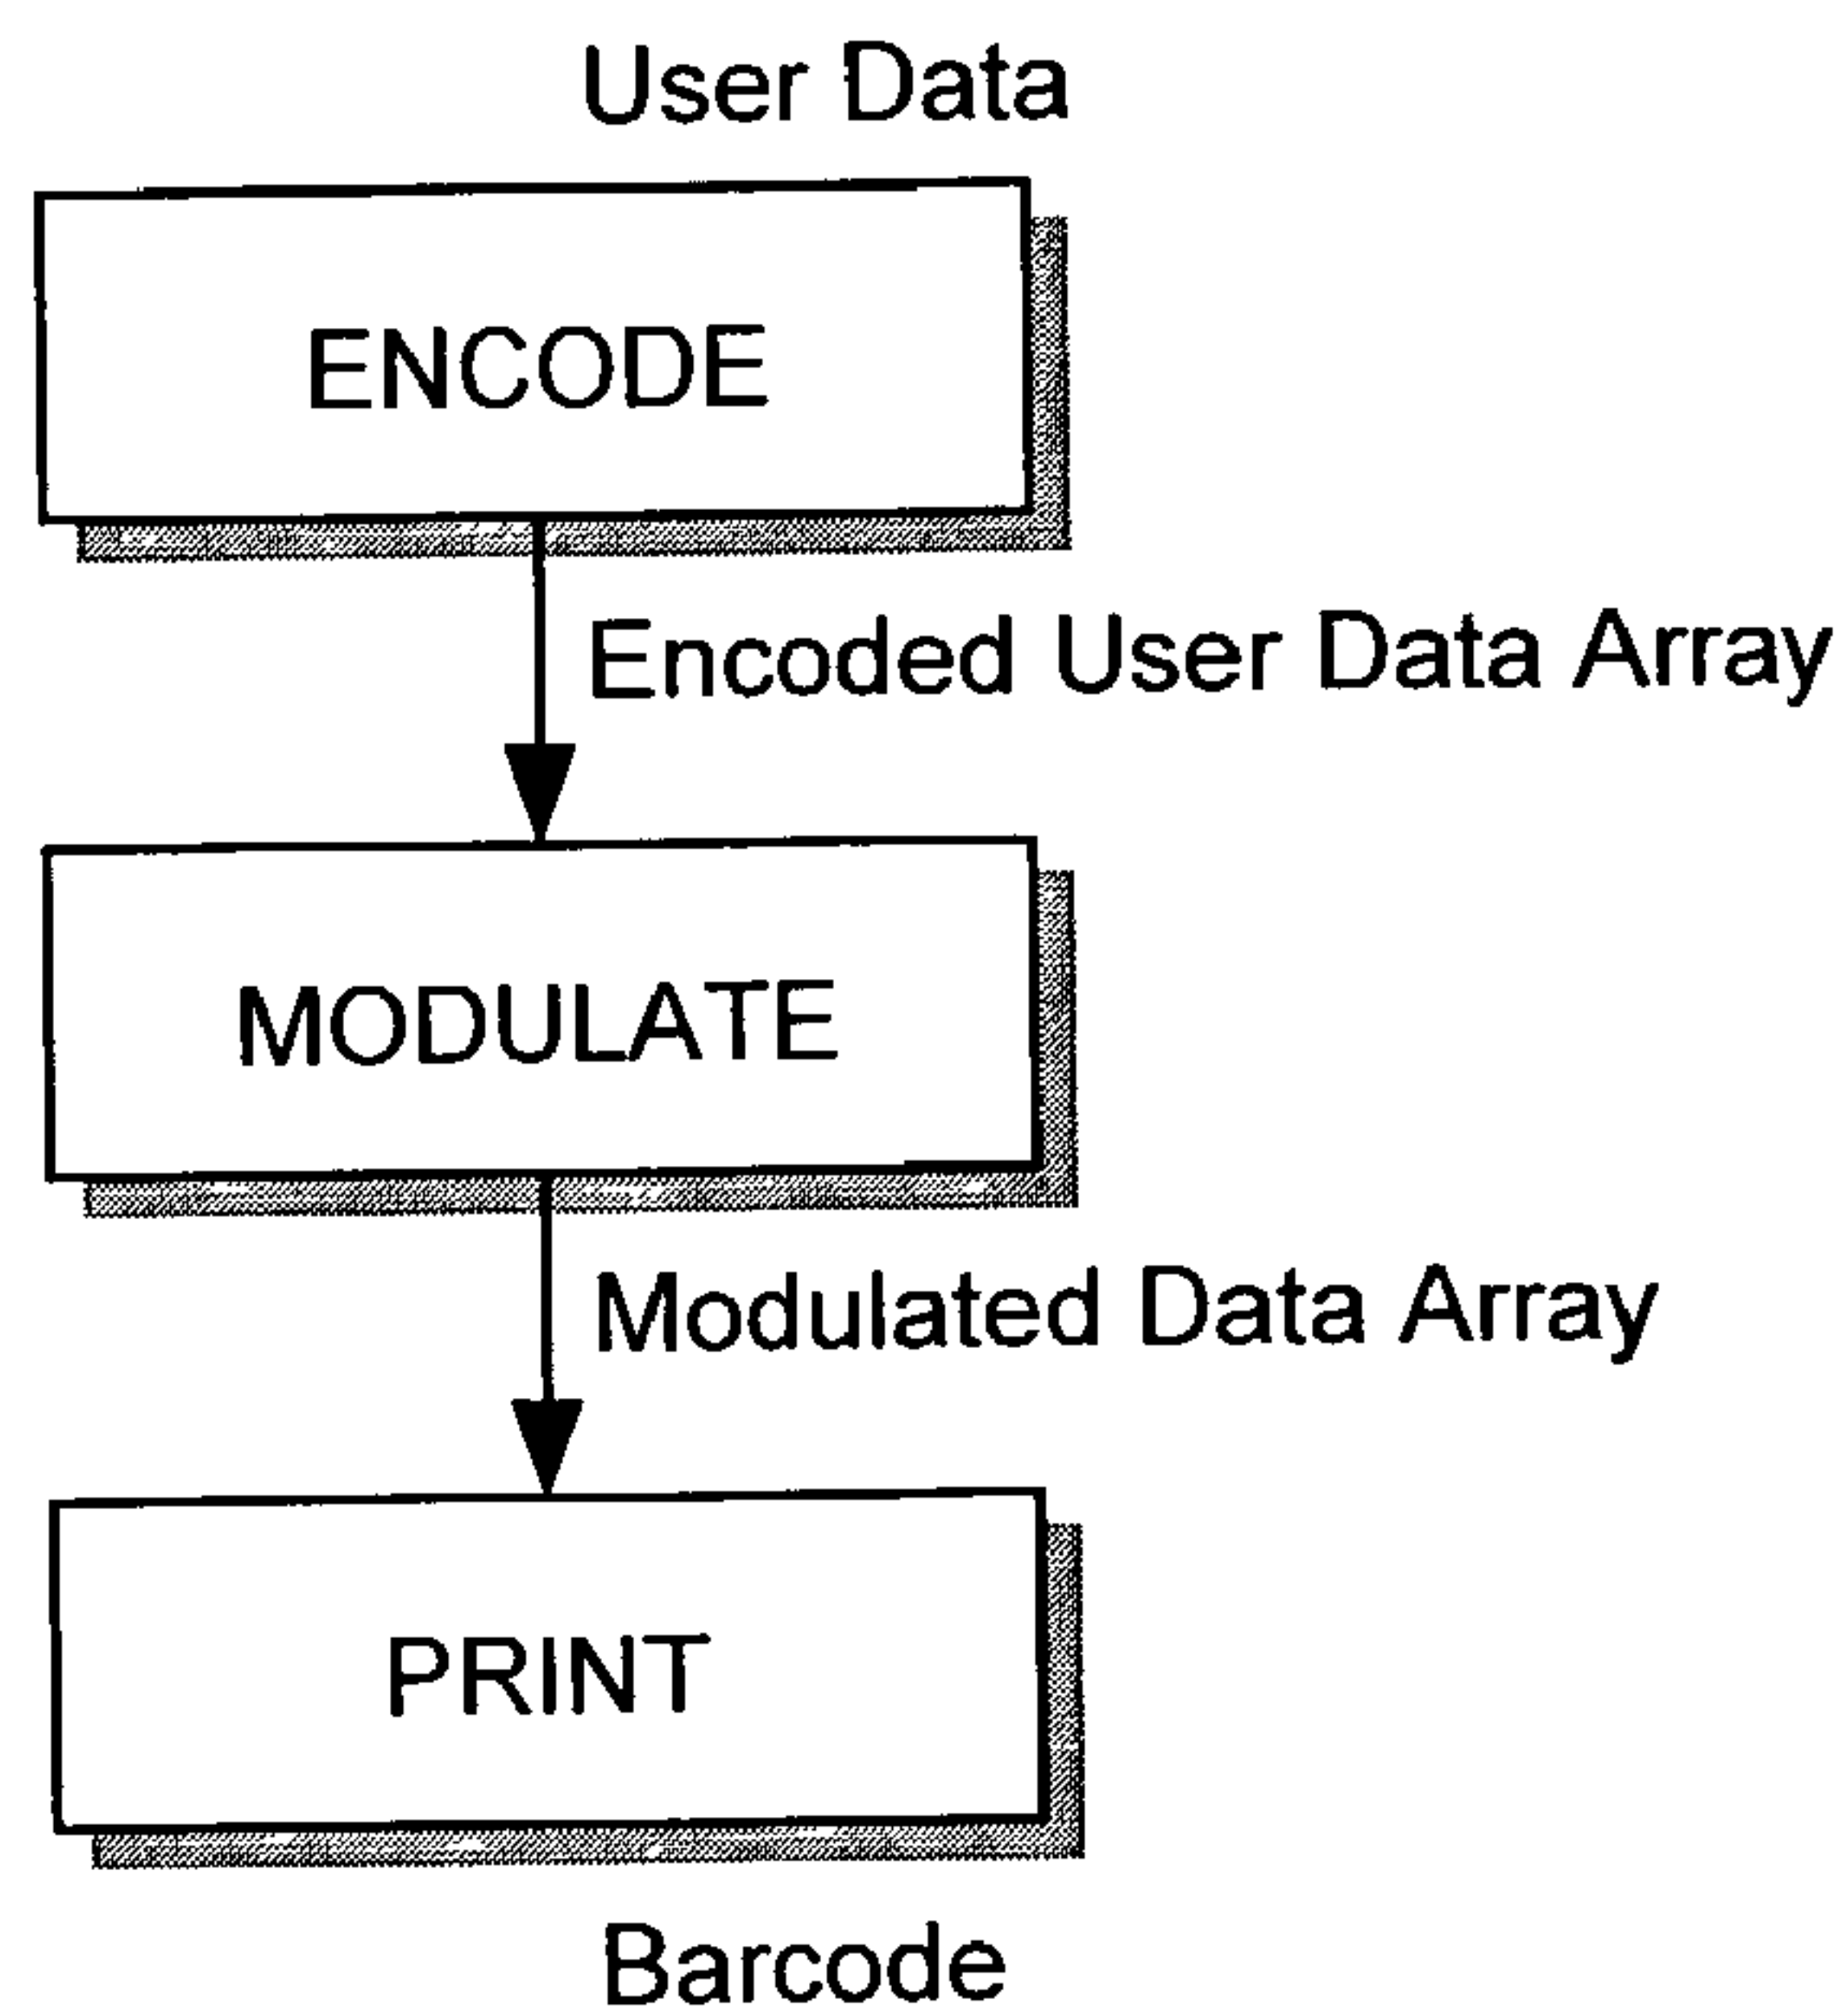 User Data
ENCODE
Encoded User Data Array
MODULATE
Modulated Data Array
PRINT
Barcode